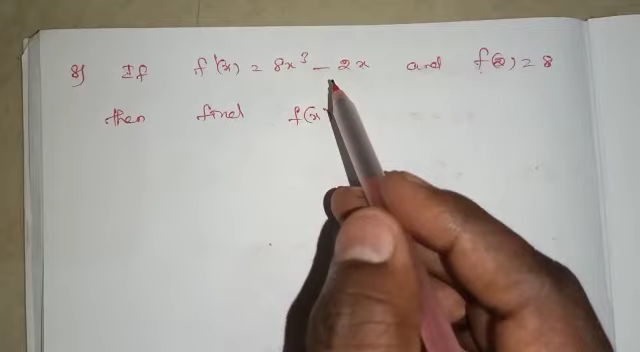 8) If f'(x) = 8x³ - 2x and f(2) = 8
then find f(x)